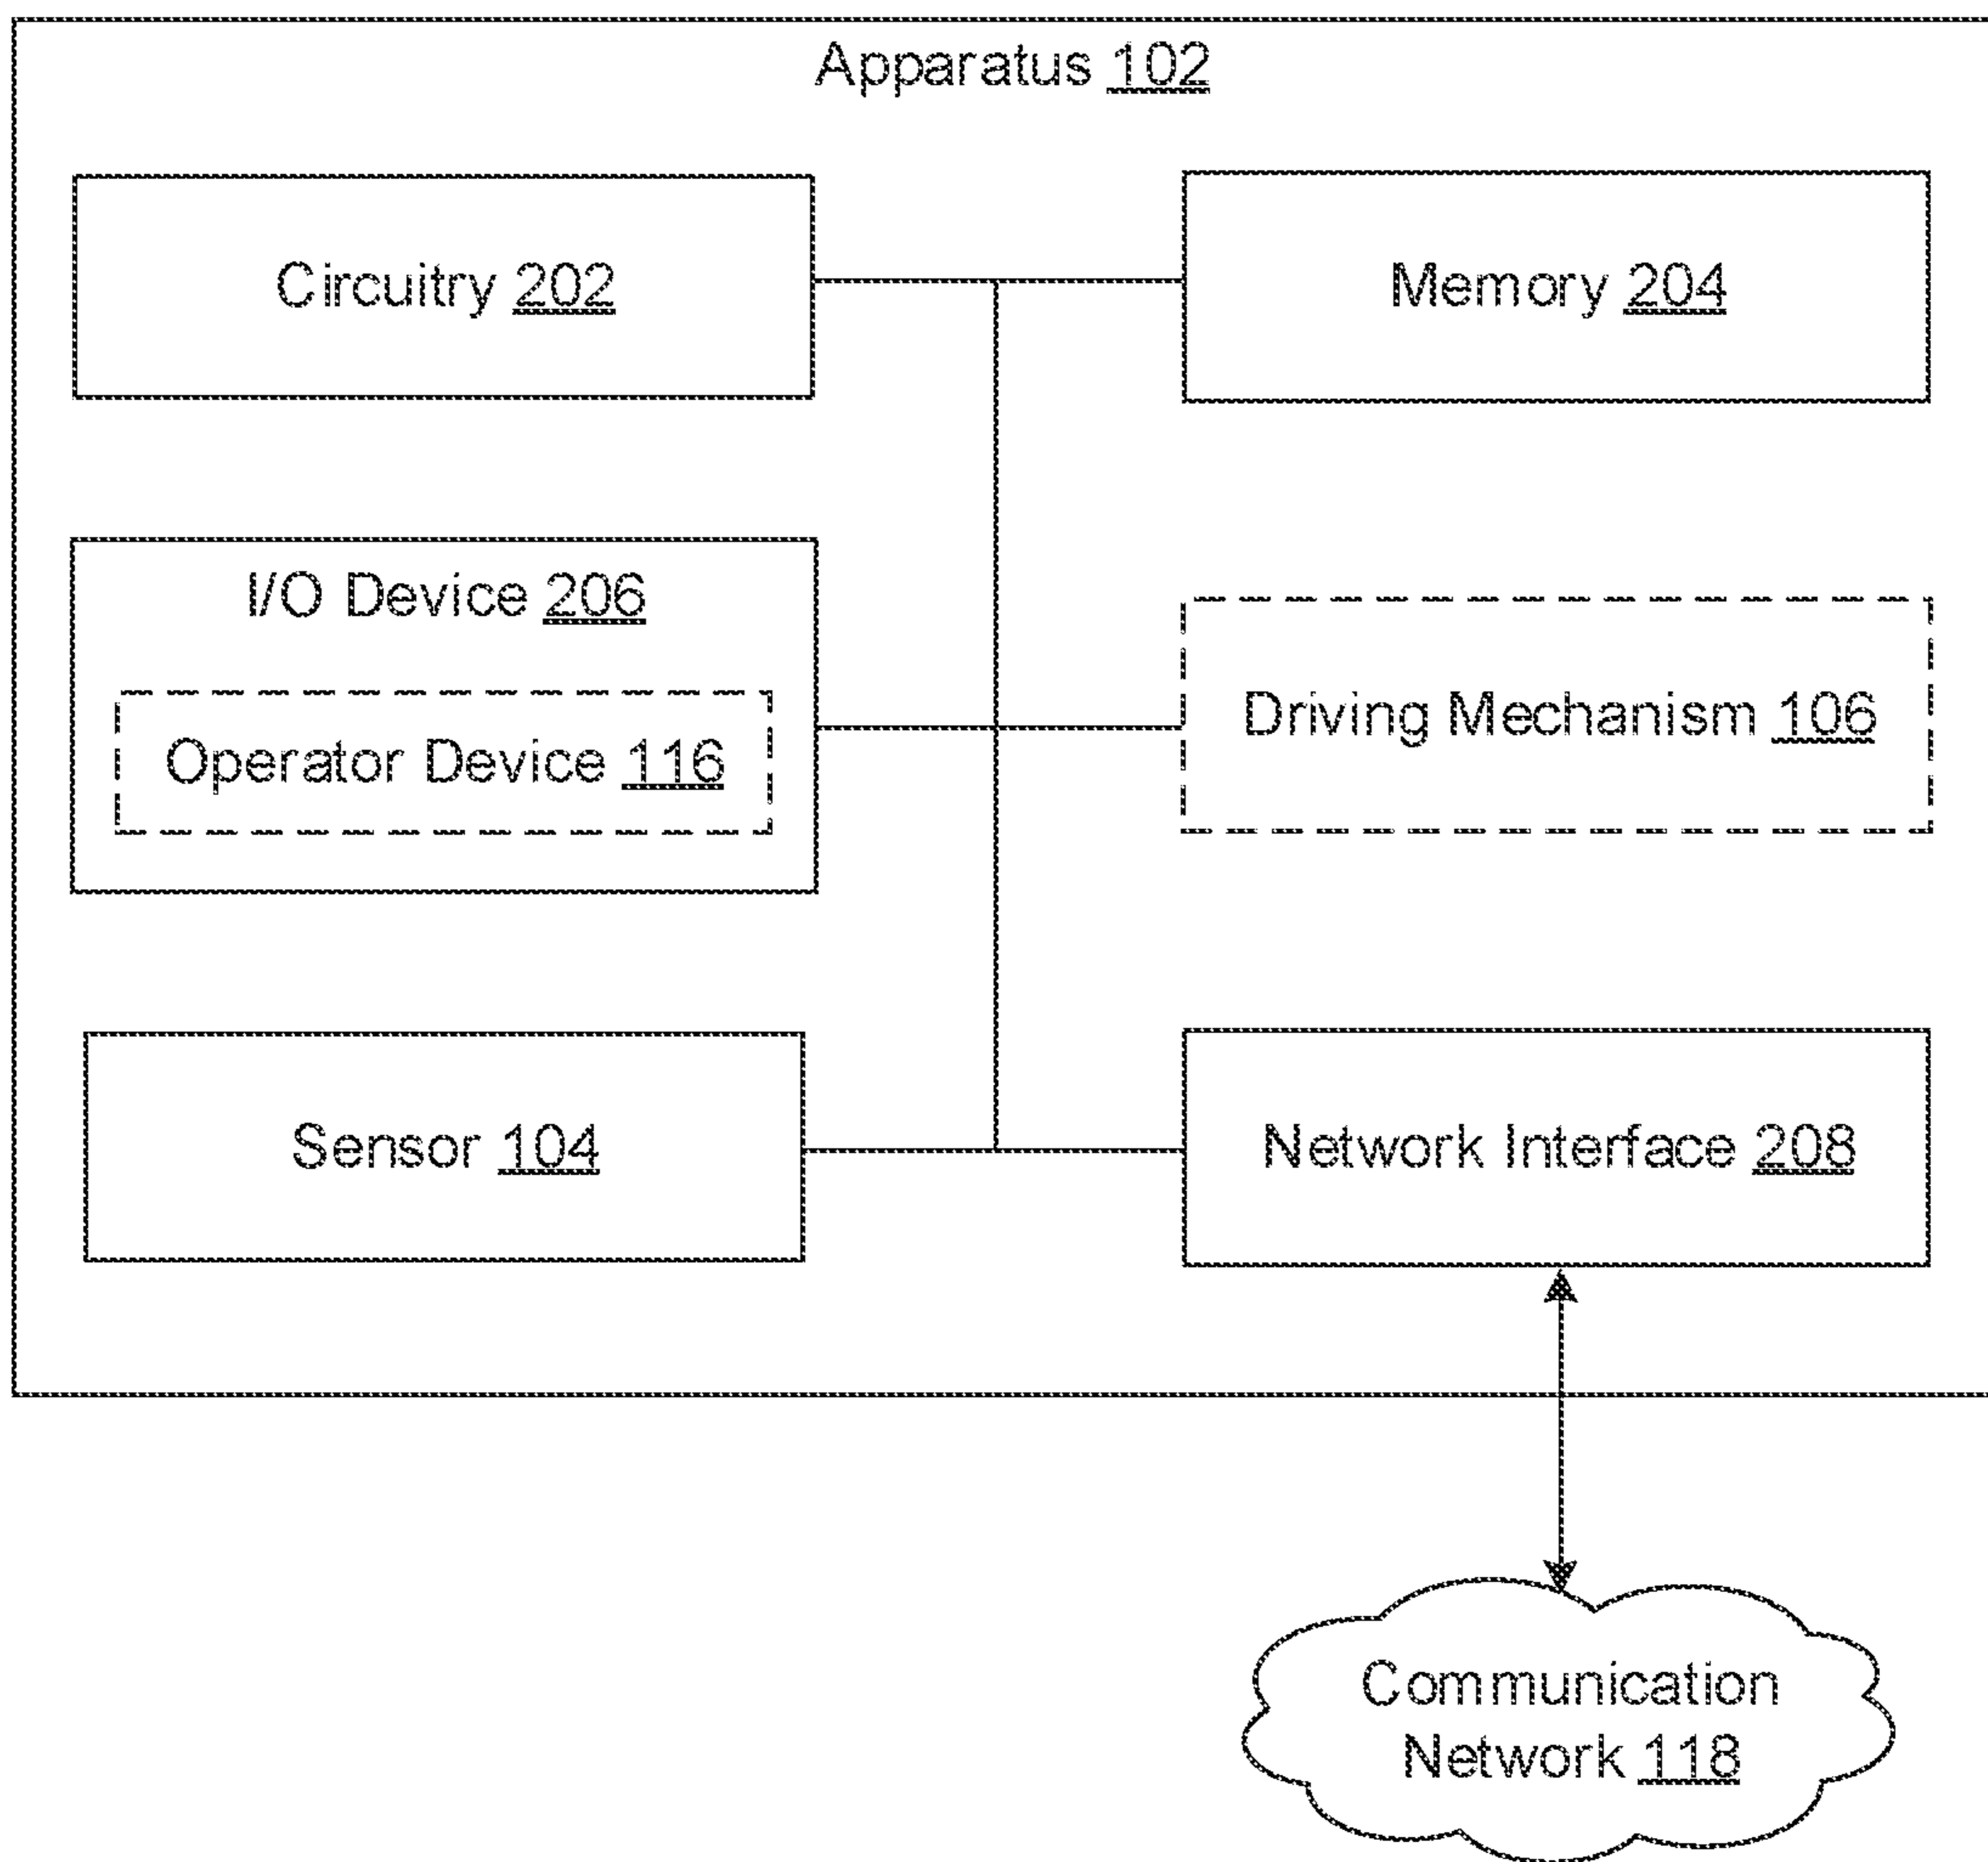 Apparatus 102
Circuitry 202
Memory 204
I/O Device 206
Operator Device 116
Driving Mechanism 106
Sensor 104
Network Interface 208
Communication
Network 118